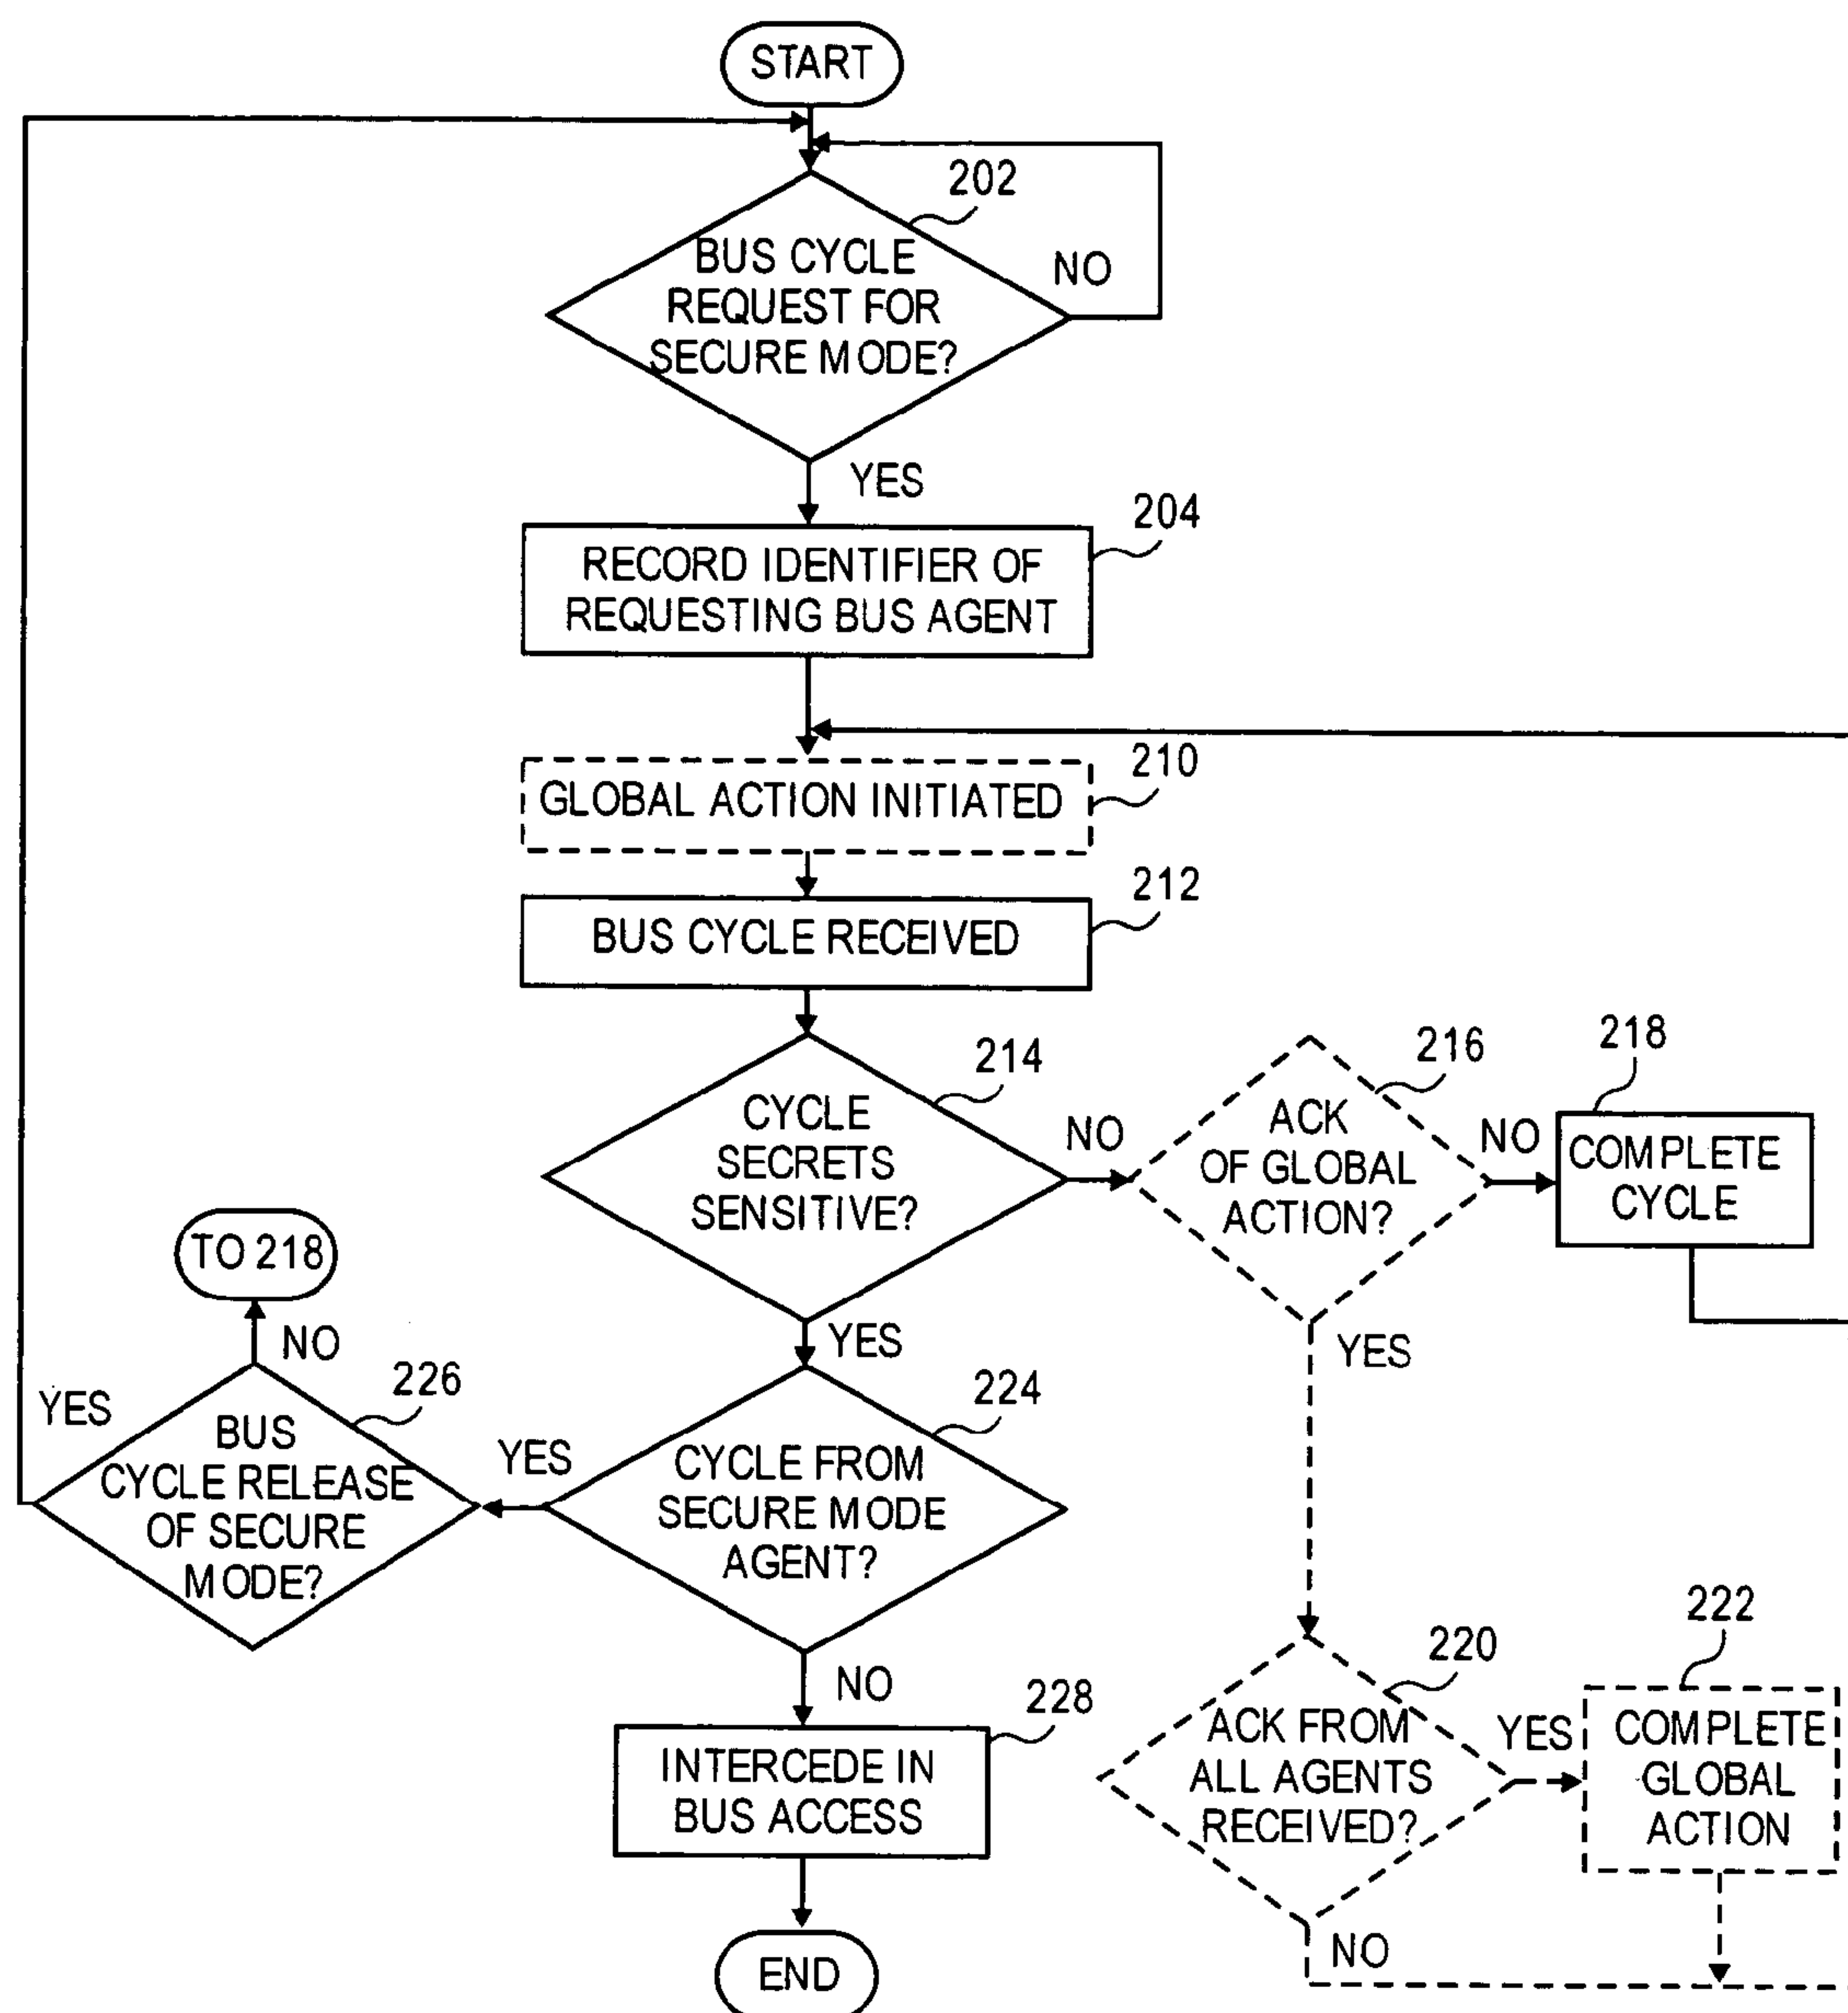 START
202
BUS CYCLE
REQUEST FOR
SECURE MODE?
NO
YES
204
RECORD IDENTIFIER OF
REQUESTING BUS AGENT
210
GLOBAL ACTION INITIATED
212
BUS CYCLE RECEIVED
214
CYCLE
SECRETS
SENSITIVE?
NO
216
ACK
OF GLOBAL
ACTION?
NO
218
COMPLETE
CYCLE
YES
YES
TO 218
NO
226
YES
BUS
CYCLE RELEASE
OF SECURE
MODE?
YES
224
CYCLE FROM
SECURE MODE
AGENT?
NO
228
INTERCEDE IN
BUS ACCESS
END
220
ACK FROM
ALL AGENTS
RECEIVED?
YES
222
COMPLETE
GLOBAL
ACTION
NO